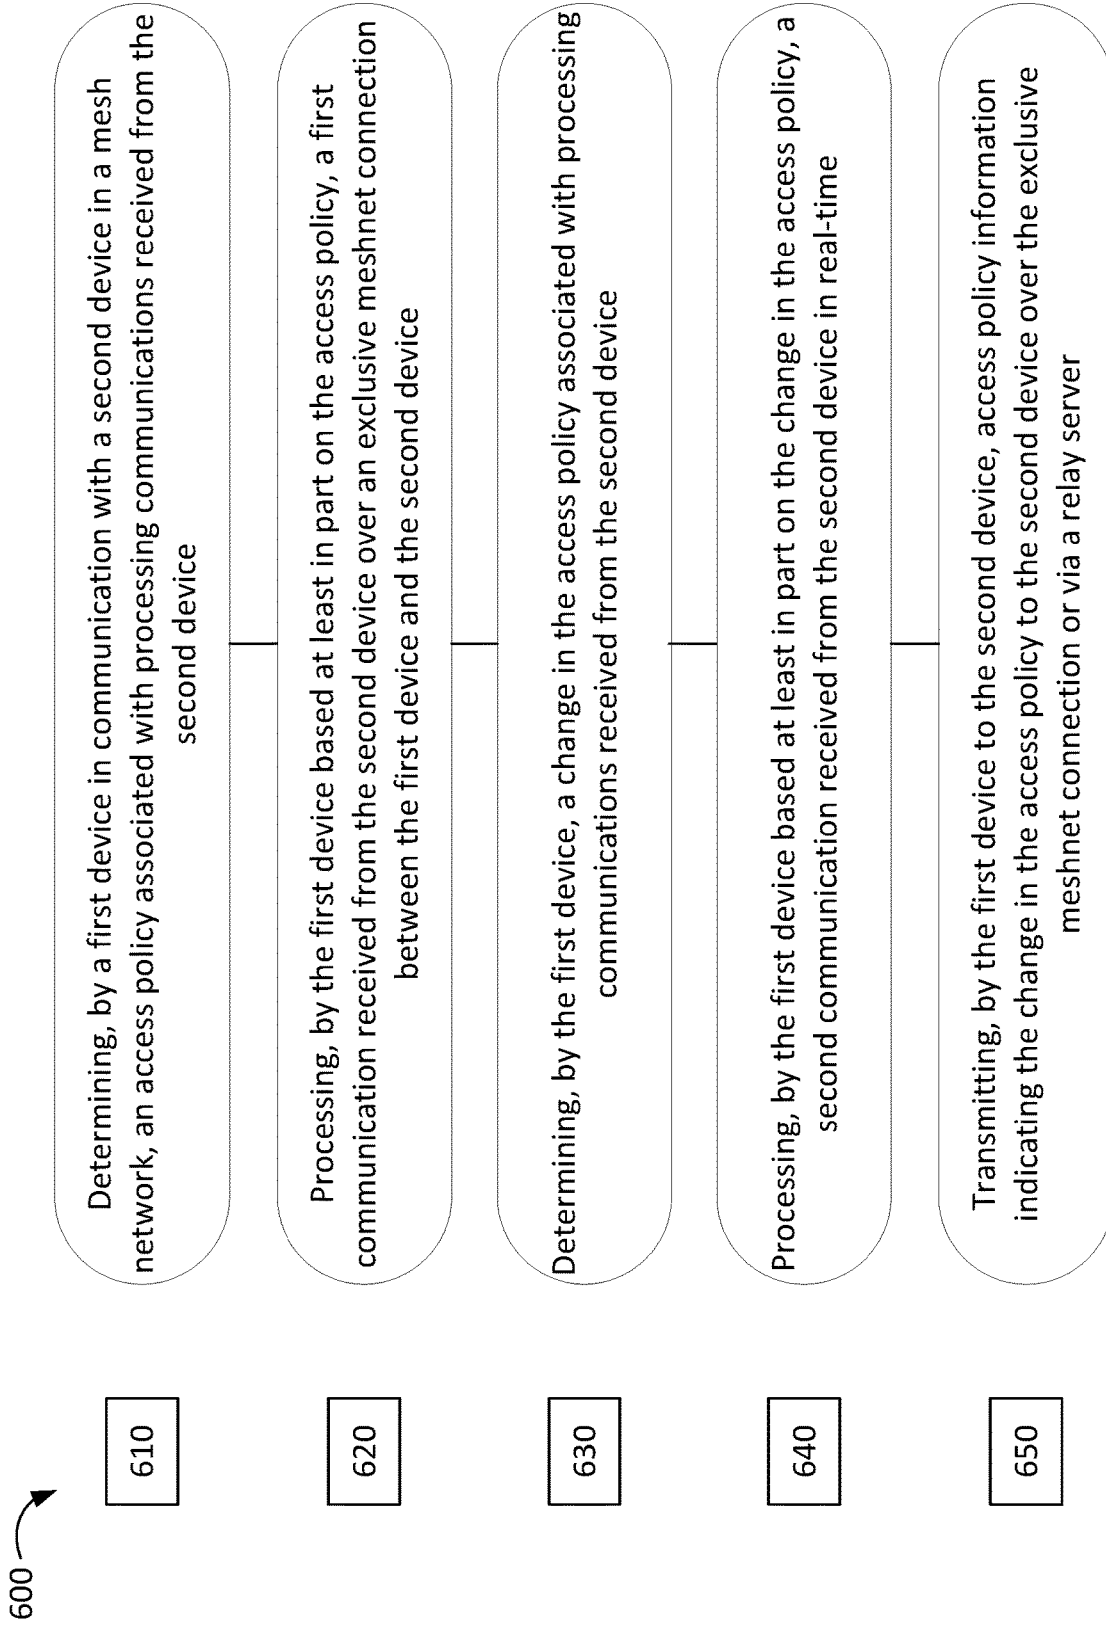 600
610
Determining, by a first device in communication with a second device in a mesh
network, an access policy associated with processing communications received from the
second device
620
Processing, by the first device based at least in part on the access policy, a first
communication received from the second device over an exclusive meshnet connection
between the first device and the second device
630
Determining, by the first device, a change in the access policy associated with processing
communications received from the second device
640
Processing, by the first device based at least in part on the change in the access policy, a
second communication received from the second device in real-time
650
Transmitting, by the first device to the second device, access policy information
indicating the change in the access policy to the second device over the exclusive
meshnet connection or via a relay server